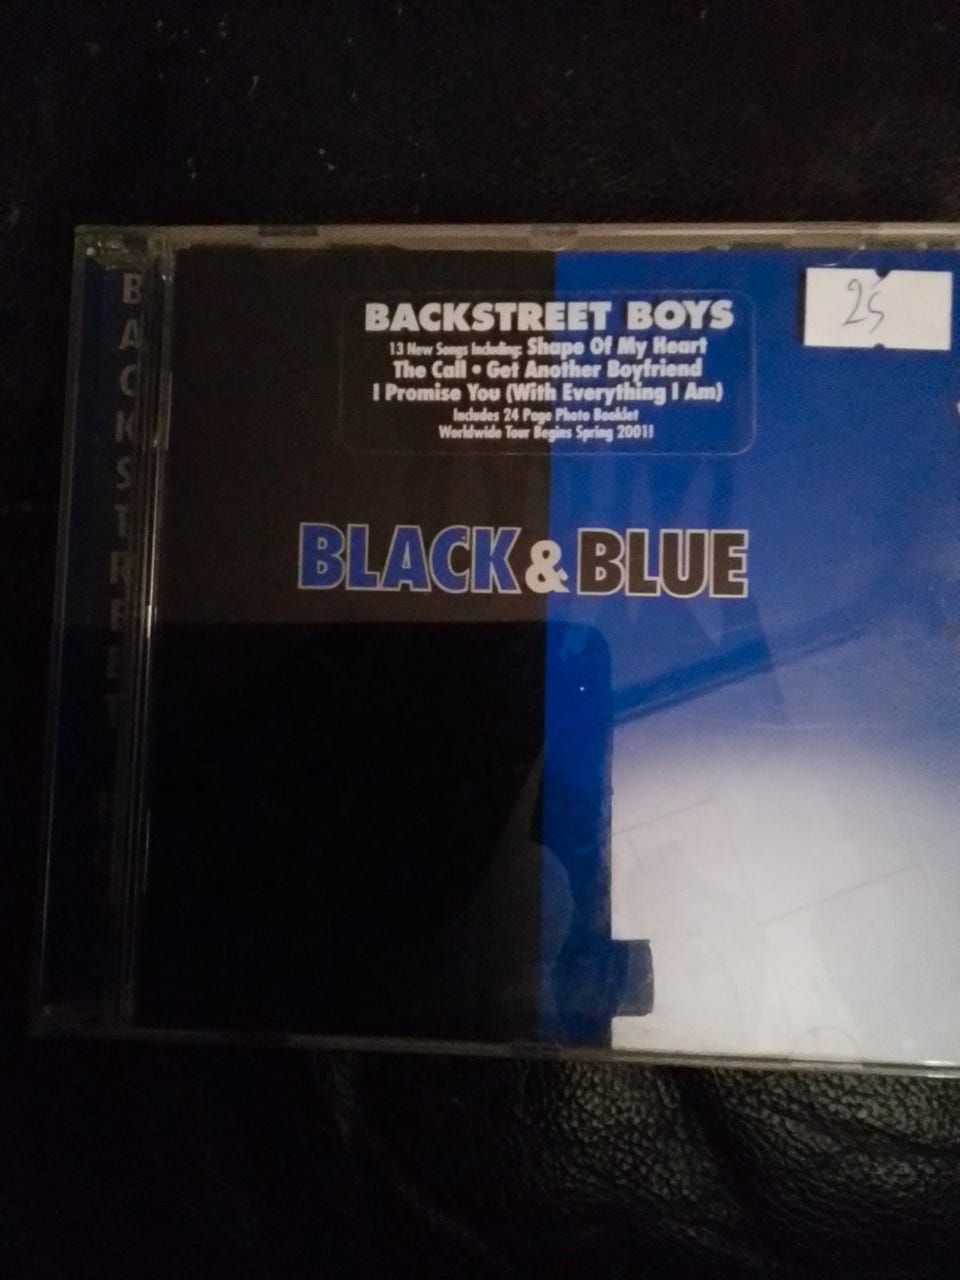 BACKSTREET
BACKSTREET BOYS
13 New Songs Including: Shape Of My Heart
The Call • Get Another Boyfriend
I Promise You (With Everything I Am)
Includes 24 Page Photo Booklet
Worldwide Tour Begins Spring 2001!
25
BLACK & BLUE